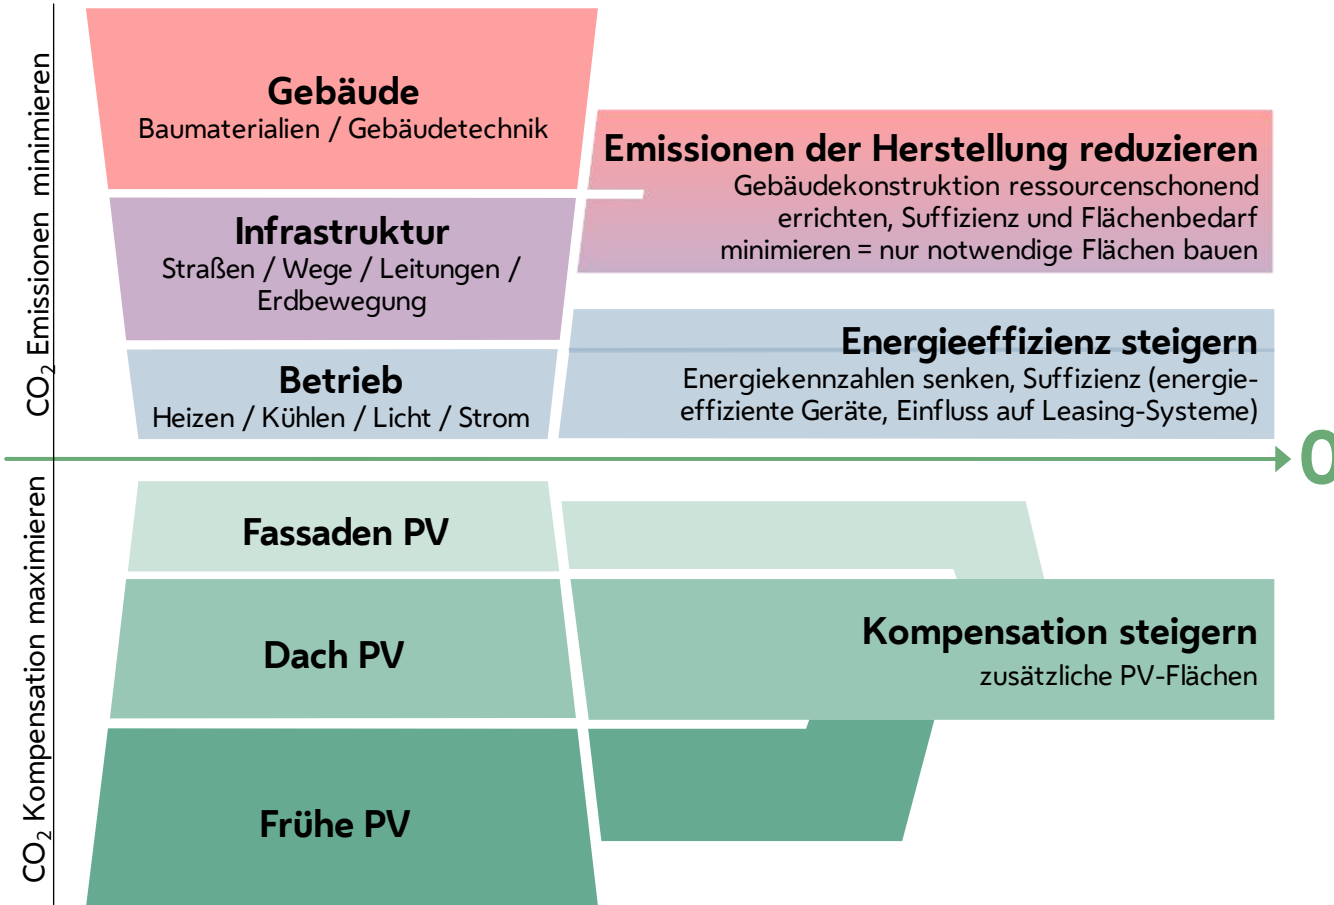 CO₂ Emissionen minimieren
Gebäude
Baumaterialien / Gebäudetechnik
Infrastruktur
Straßen / Wege / Leitungen /
Erdbewegung
Betrieb
Heizen / Kühlen / Licht / Strom
Emissionen der Herstellung reduzieren
Gebäudekonstruktion ressourcenschonend
errichten, Suffizienz und Flächenbedarf
minimieren = nur notwendige Flächen bauen
Energieeffizienz steigern
Energiekennzahlen senken, Suffizienz (energie-
effiziente Geräte, Einfluss auf Leasing-Systeme)
0
CO₂ Kompensation maximieren
Fassaden PV
Dach PV
Frühe PV
Kompensation steigern
zusätzliche PV-Flächen